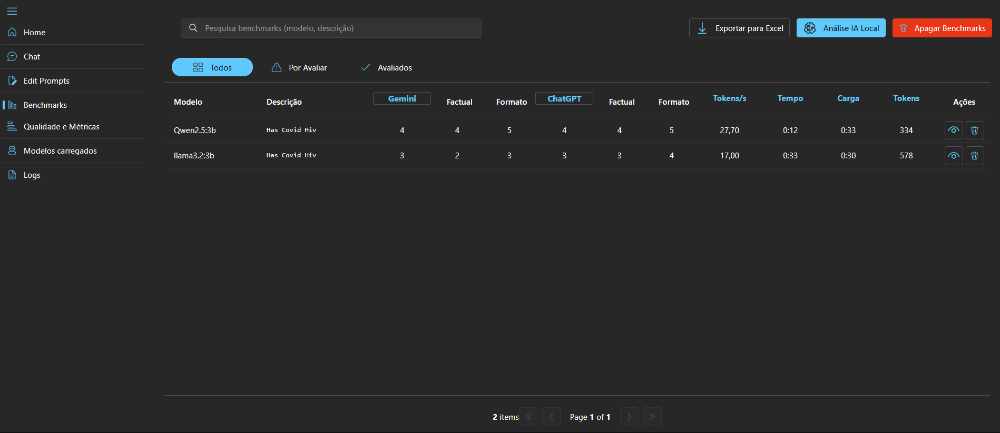 Home
Chat
Edit Prompts
Benchmarks
Qualidade e Métricas
Modelos carregados
Logs
Pesquisa benchmarks (modelo, descrição)
Exportar para Excel
Análise IA Local
Apagar Benchmarks
Todos Por Avaliar Avaliados
Modelo Descrição Gemini Factual Formato ChatGPT Factual Formato Tokens/s Tempo Carga Tokens Ações
Qwen2.5:3b Has Covid Hiv 4 4 5 4 4 5 27,70 0:12 0:33 334
llama3.2:3b Has Covid Hiv 3 2 3 3 3 4 17,00 0:33 0:30 578
2 items Page 1 of 1